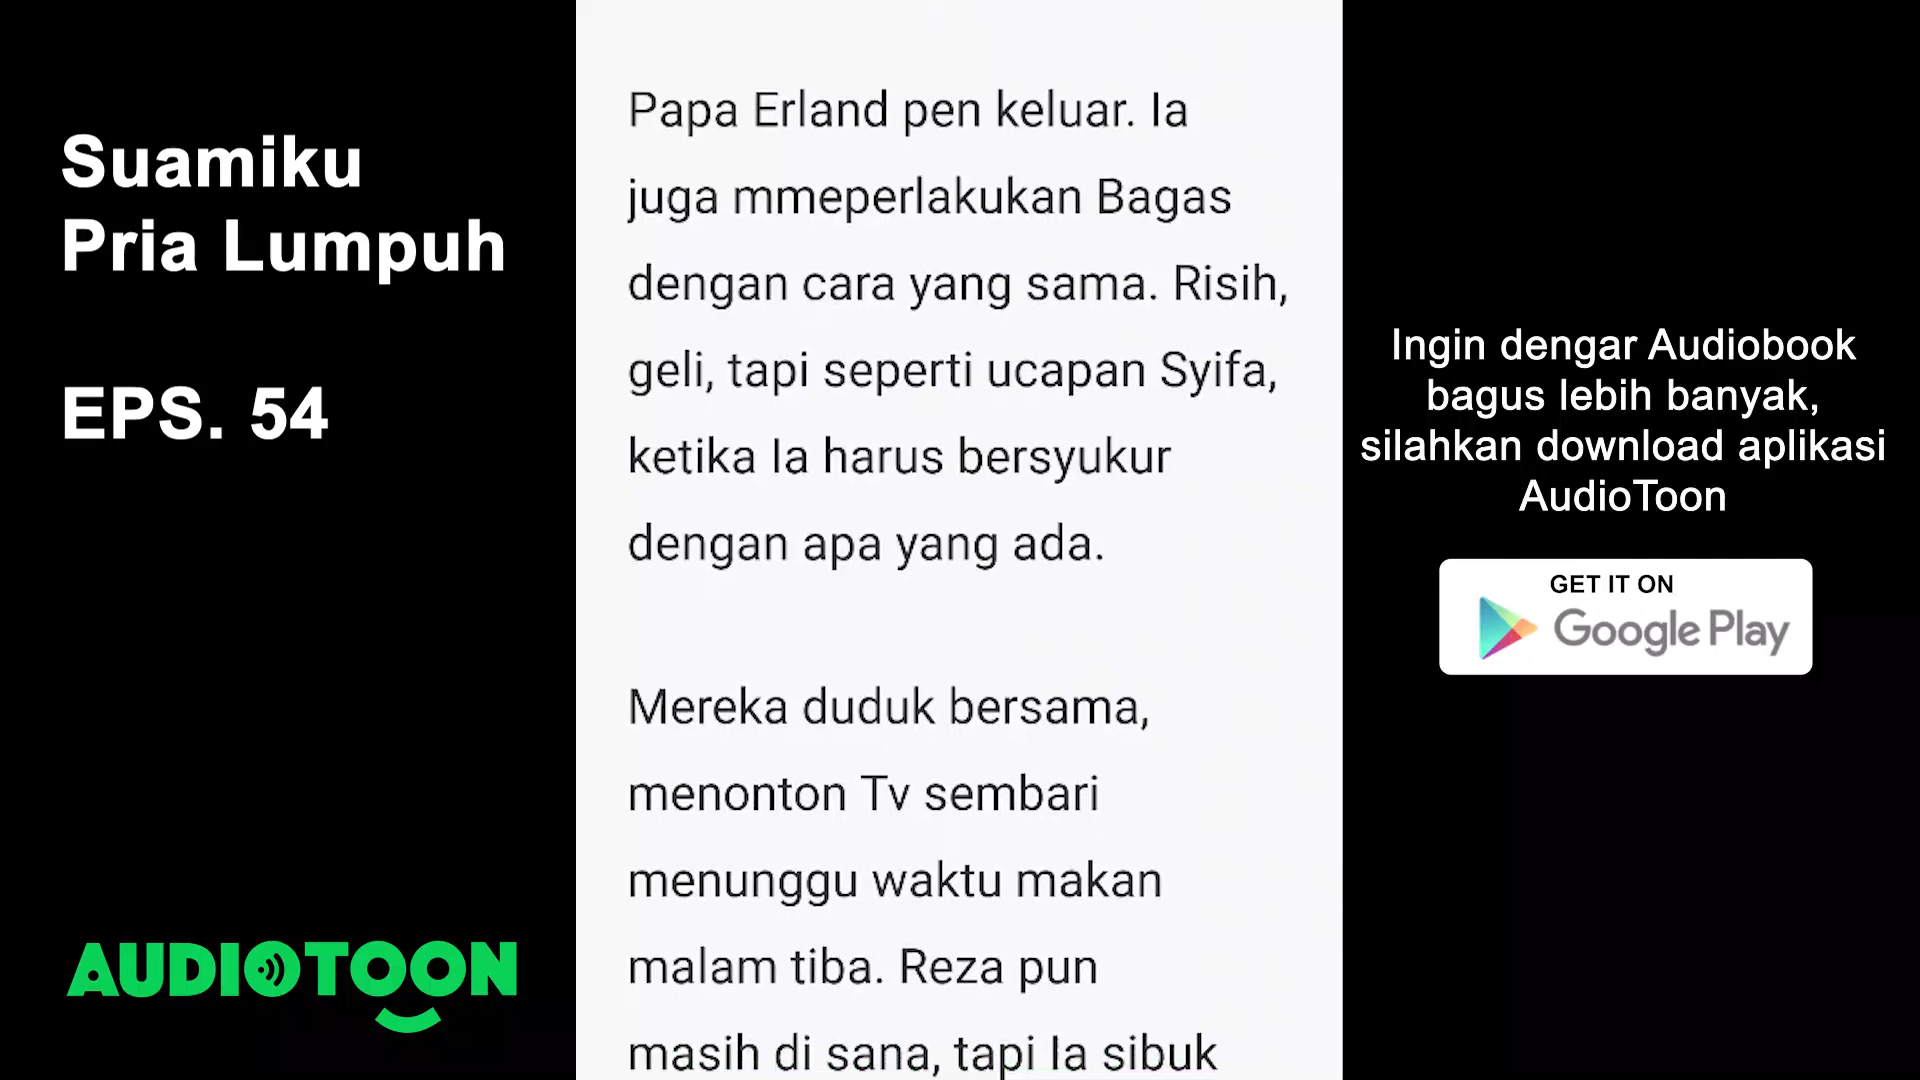 Suamiku
Pria Lumpuh
EPS. 54
AUDIOTOON
Papa Erland pen keluar. Ia
juga mmeperlakukan Bagas
dengan cara yang sama. Risih,
geli, tapi seperti ucapan Syifa,
ketika Ia harus bersyukur
dengan apa yang ada.
Mereka duduk bersama,
menonton Tv sembari
menunggu waktu makan
malam tiba. Reza pun
masih di sana, tapi Ia sibuk
Ingin dengar Audiobook
bagus lebih banyak,
silahkan download aplikasi
AudioToon
GET IT ON
Google Play